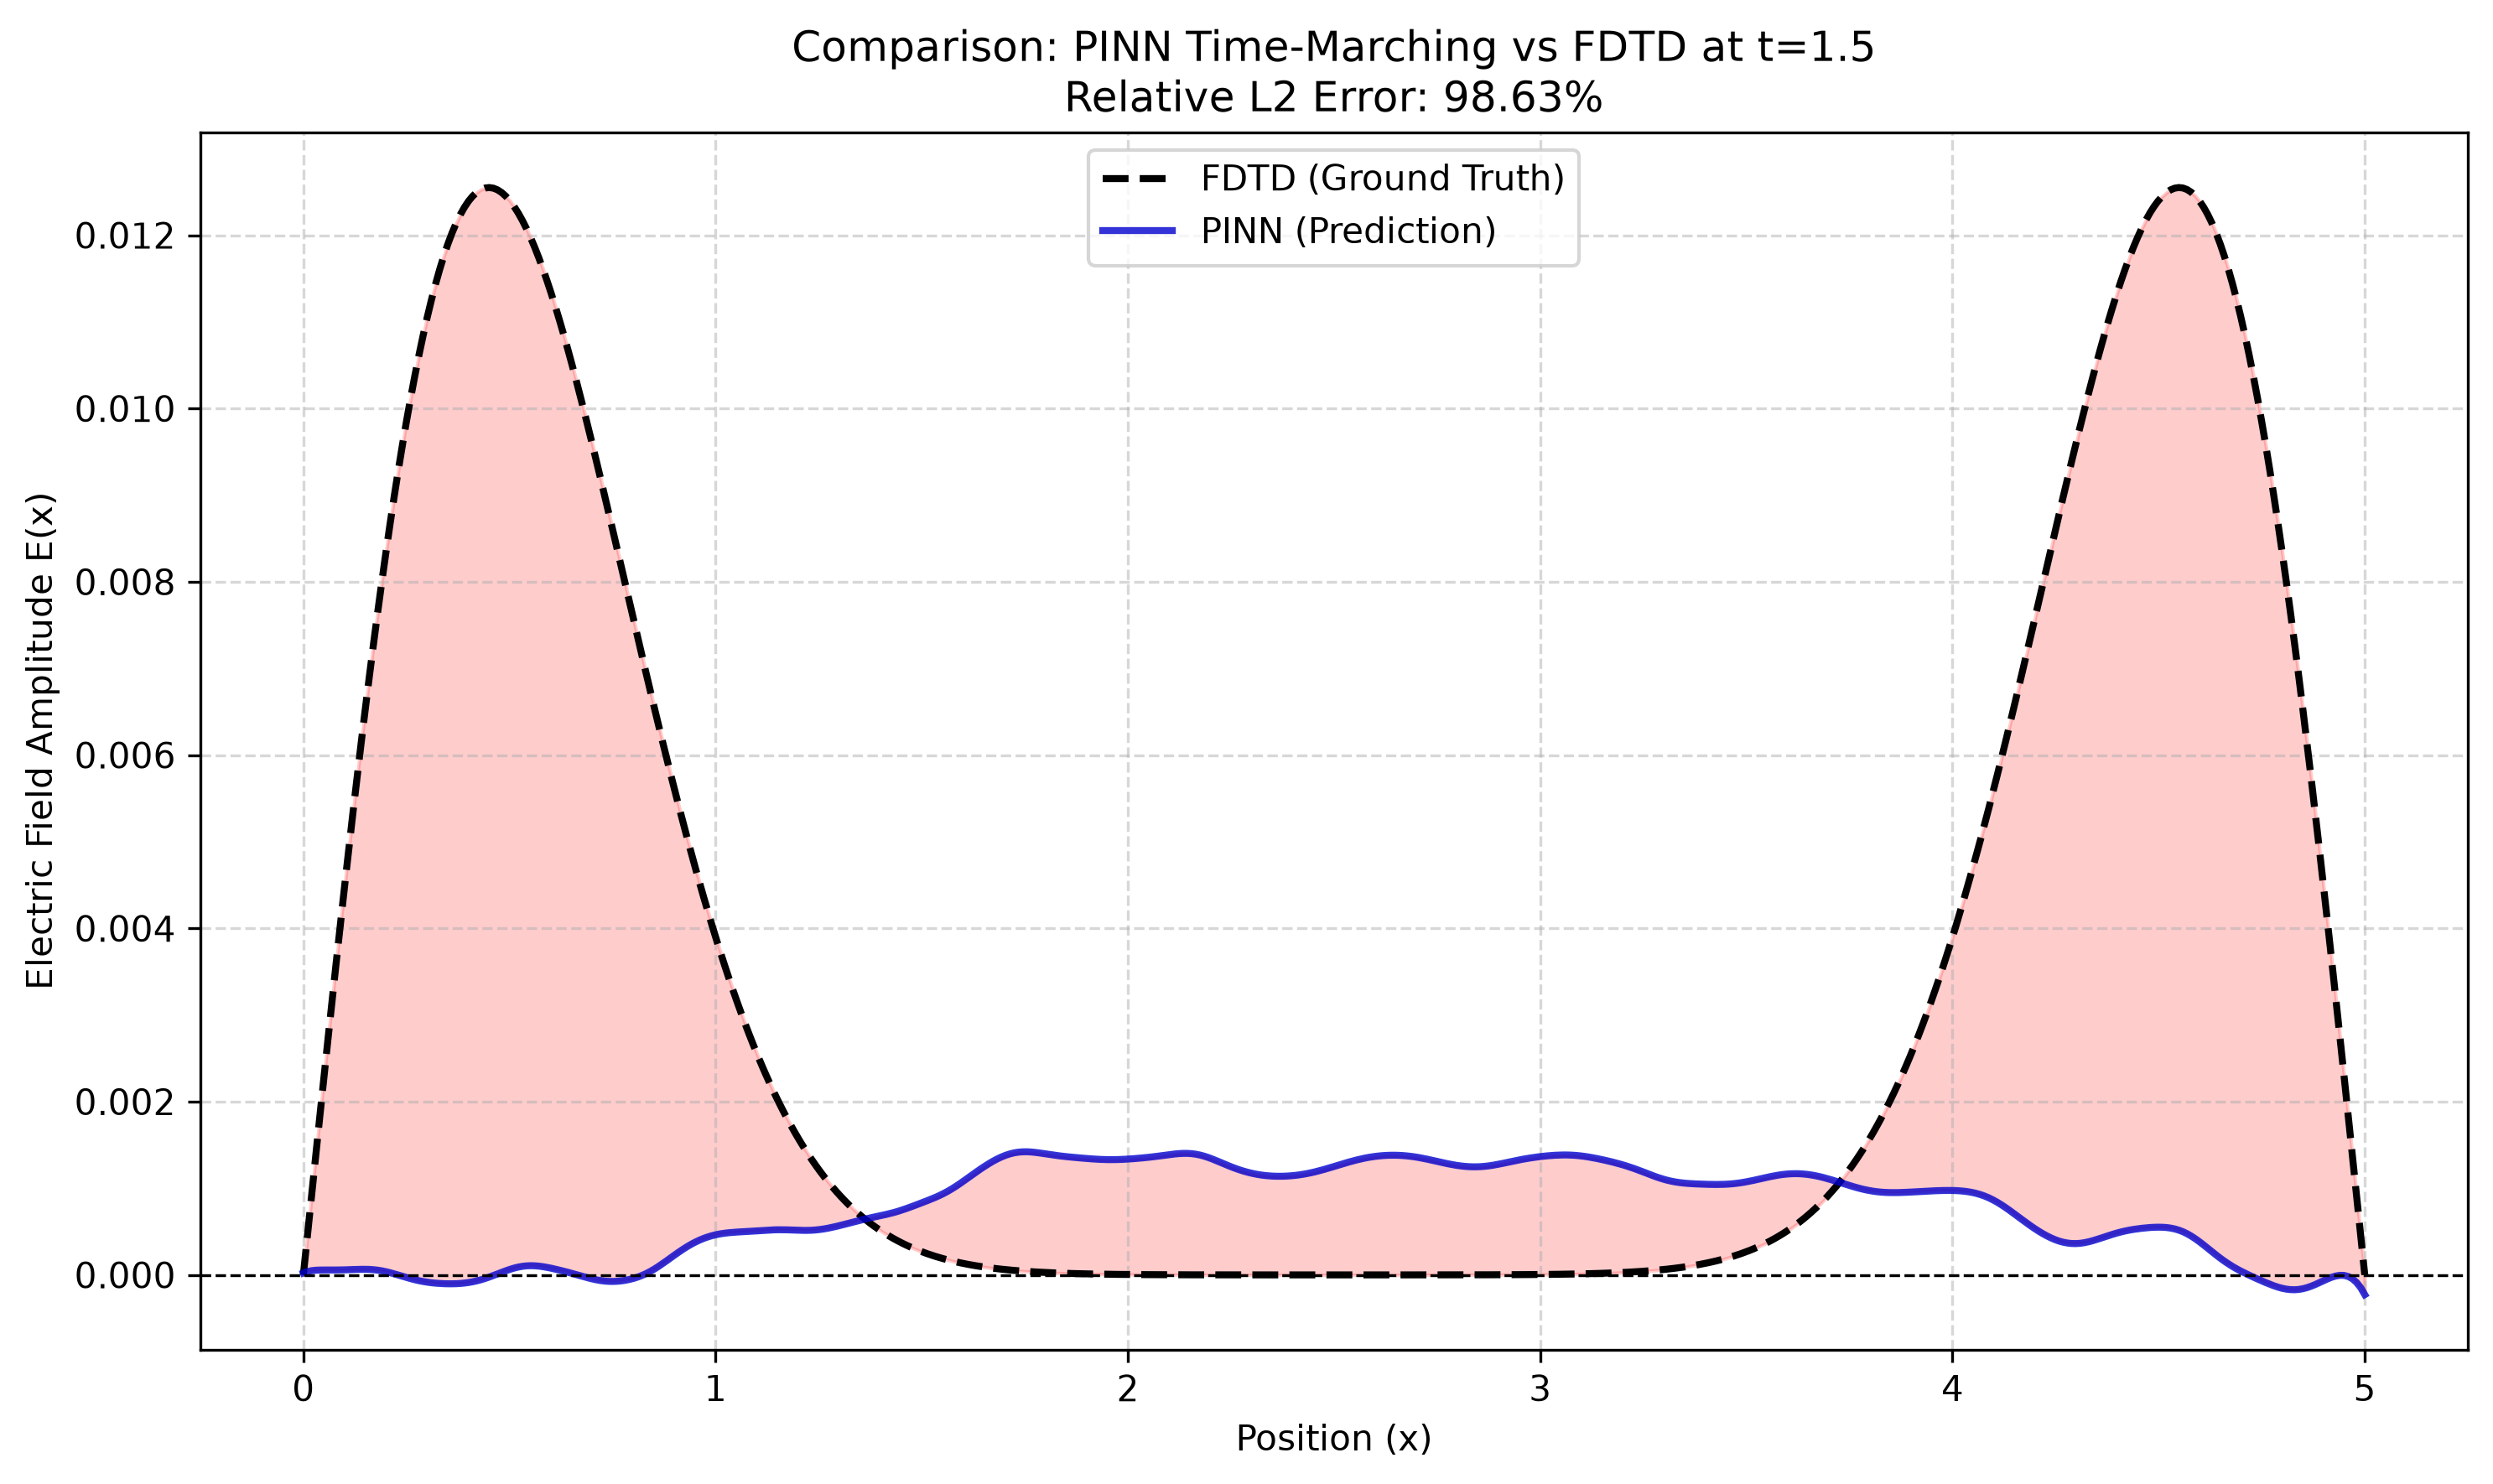 Comparison: PINN Time-Marching vs FDTD at t=1.5
Relative L2 Error: 98.63%
FDTD (Ground Truth)
PINN (Prediction)
Electric Field Amplitude E(x)
0.012
0.010
0.008
0.006
0.004
0.002
0.000
0
1
2
3
4
5
Position (x)